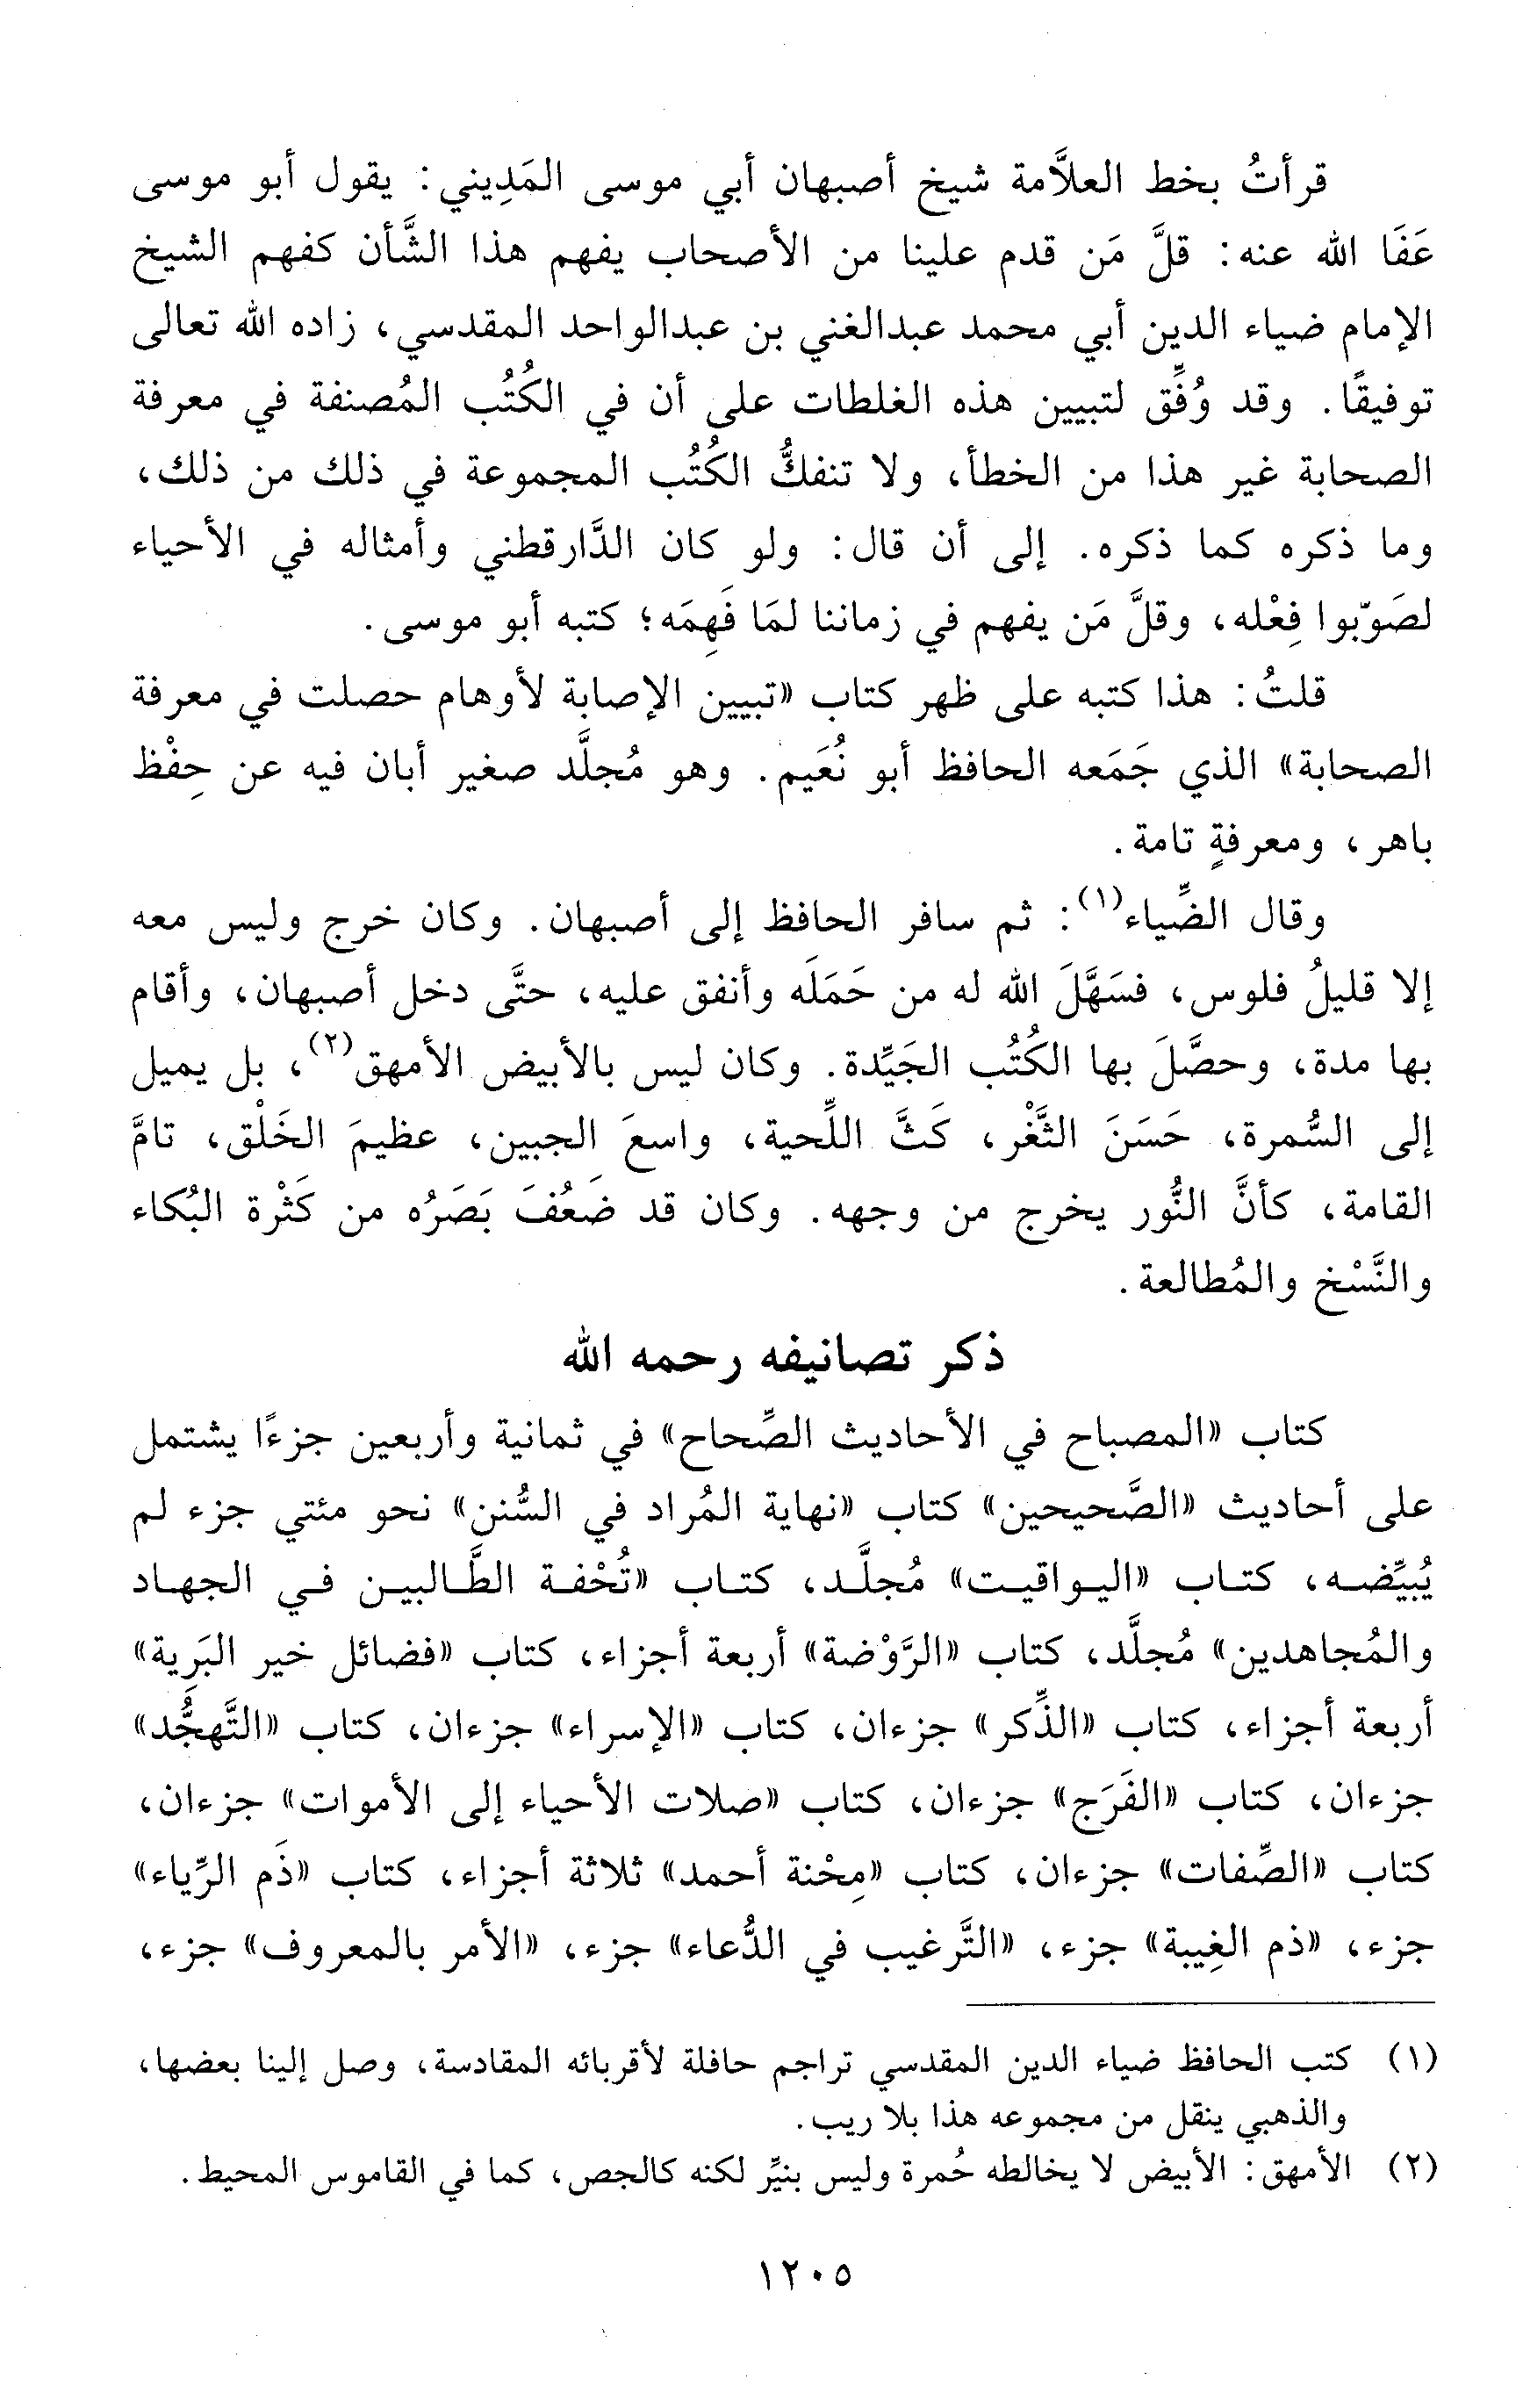 قرأتُ بخط العلاَّمة شيخ أصبهان أبي موسى المَدِيني: يقول أبو موسى
عَفَا الله عنه: قلَّ مَن قدم علينا من الأصحاب يفهم هذا الشَّأن كفهم الشيخ
الإمام ضياء الدين أبي محمد عبدالغني بن عبدالواحد المقدسي، زاده الله تعالى
توفيقًا. وقد وُفِّق لتبيين هذه الغلطات على أن في الكُتُب المُصنفة في معرفة
الصحابة غير هذا من الخطأ، ولا تنفكُّ الكُتُب المجموعة في ذلك من ذلك،
وما ذكره كما ذكره. إلى أن قال: ولو كان الدَّارقطني وأمثاله في الأحياء
لصَوّبوا فِعْله، وقلَّ مَن يفهم في زماننا لمَا فَهِمَه؛ كتبه أبو موسى.
قلتُ: هذا كتبه على ظهر كتاب «تبيين الإصابة لأوهام حصلت في معرفة
الصحابة» الذي جَمَعه الحافظ أبو نُعَيم. وهو مُجلَّد صغير أبان فيه عن حِفْظ
باهر، ومعرفةٍ تامة.
وقال الضِّياء(١): ثم سافر الحافظ إلى أصبهان. وكان خرج وليس معه
إلا قليلُ فلوس، فسَهَّلَ الله له من حَمَلَه وأنفق عليه، حتَّى دخل أصبهان، وأقام
بها مدة، وحصَّلَ بها الكُتُب الجَيِّدة. وكان ليس بالأبيض الأمهق(٢)، بل يميل
إلى السُّمرة، حَسَنَ الثَّغْر، كَثَّ اللِّحية، واسعَ الجبين، عظيمَ الخَلْق، تامَّ
القامة، كأنَّ النُّور يخرج من وجهه. وكان قد ضَعُفَ بَصَرُه من كَثْرة البُكاء
والنَّسْخ والمُطالعة.
ذكر تصانيفه رحمه الله
كتاب «المصباح في الأحاديث الصِّحاح» في ثمانية وأربعين جزءًا يشتمل
على أحاديث «الصَّحيحين» كتاب «نهاية المُراد في السُّنن» نحو مئتي جزء لم
يُبيِّضه، كتاب «اليواقيت» مُجلَّد، كتاب «تُحْفة الطَّالبين في الجهاد
والمُجاهدين» مُجلَّد، كتاب «الرَّوْضة» أربعة أجزاء، كتاب «فضائل خير البَرِية»
أربعة أجزاء، كتاب «الذِّكر» جزءان، كتاب «الإسراء» جزءان، كتاب «التَّهجُّد»
جزءان، كتاب «الفَرَج» جزءان، كتاب «صلات الأحياء إلى الأموات» جزءان،
كتاب «الصِّفات» جزءان، كتاب «مِحْنة أحمد» ثلاثة أجزاء، كتاب «ذَم الرِّياء»
جزء، «ذم الغِيبة» جزء، «التَّرغيب في الدُّعاء» جزء، «الأمر بالمعروف» جزء،
(١) كتب الحافظ ضياء الدين المقدسي تراجم حافلة لأقربائه المقادسة، وصل إلينا بعضها،
والذهبي ينقل من مجموعه هذا بلا ريب.
(٢) الأمهق: الأبيض لا يخالطه حُمرة وليس بنيِّر لكنه كالجص، كما في القاموس المحيط.
١٢٠٥